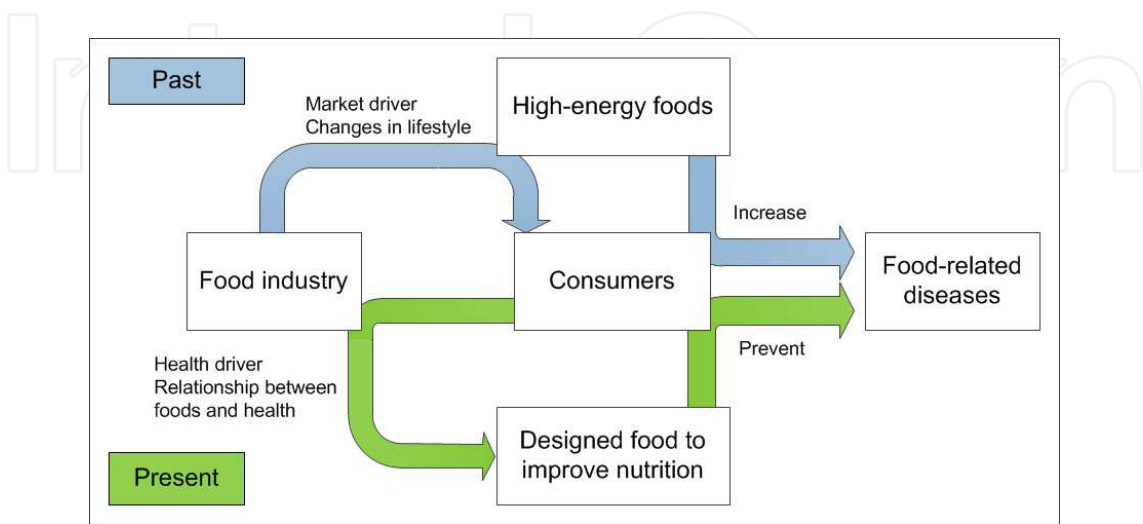 Past
Market driver
Changes in lifestyle
High-energy foods
Increase
Food industry
Consumers
Food-related
diseases
Health driver
Relationship between
foods and health
Prevent
Designed food to
improve nutrition
Present